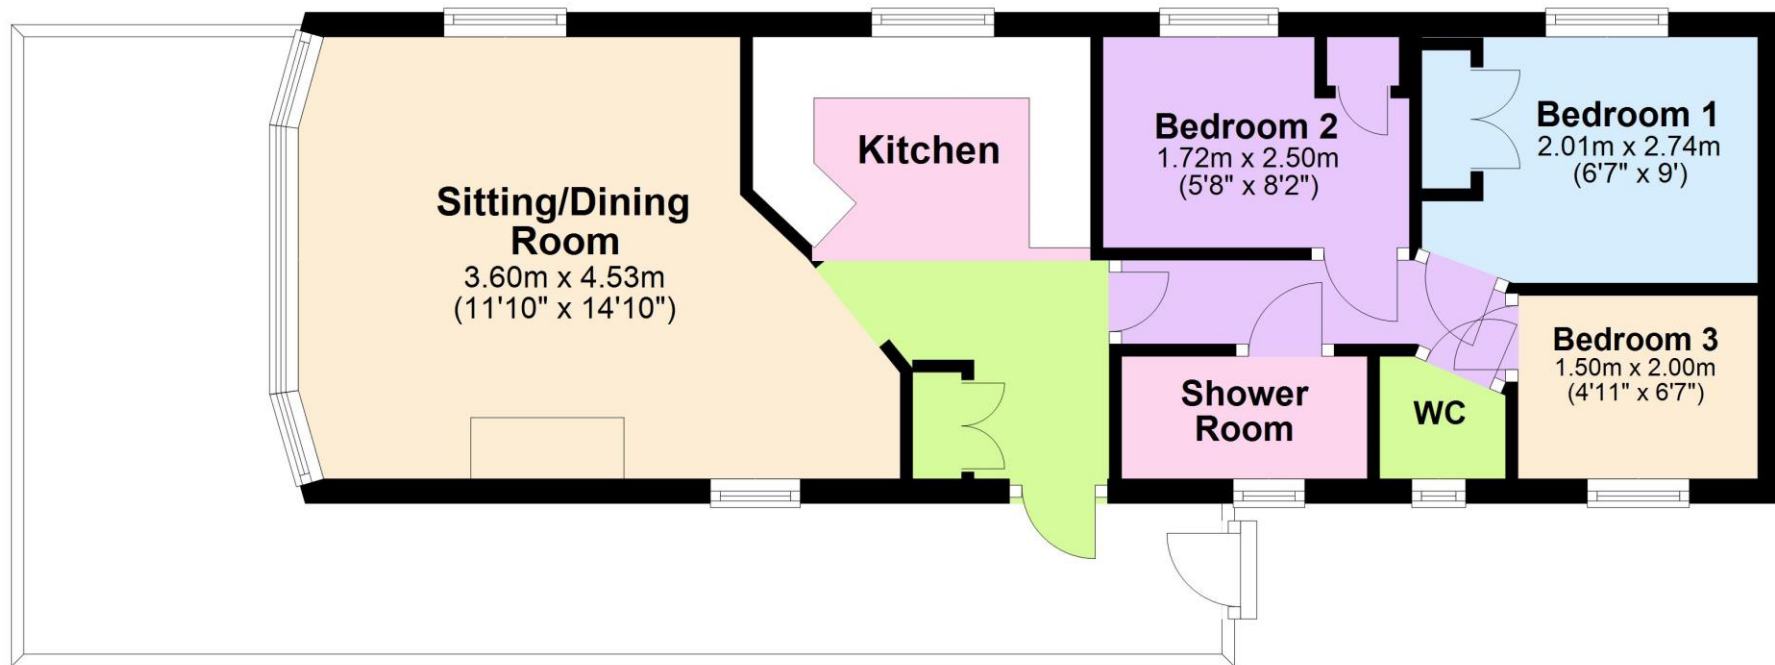 Sitting/Dining
Room
3.60m x 4.53m
(11'10" x 14'10")
Kitchen
Bedroom 2
1.72m x 2.50m
(5'8" x 8'2")
Bedroom 1
2.01m x 2.74m
(6'7" x 9')
Bedroom 3
1.50m x 2.00m
(4'11" x 6'7")
Shower
Room
WC